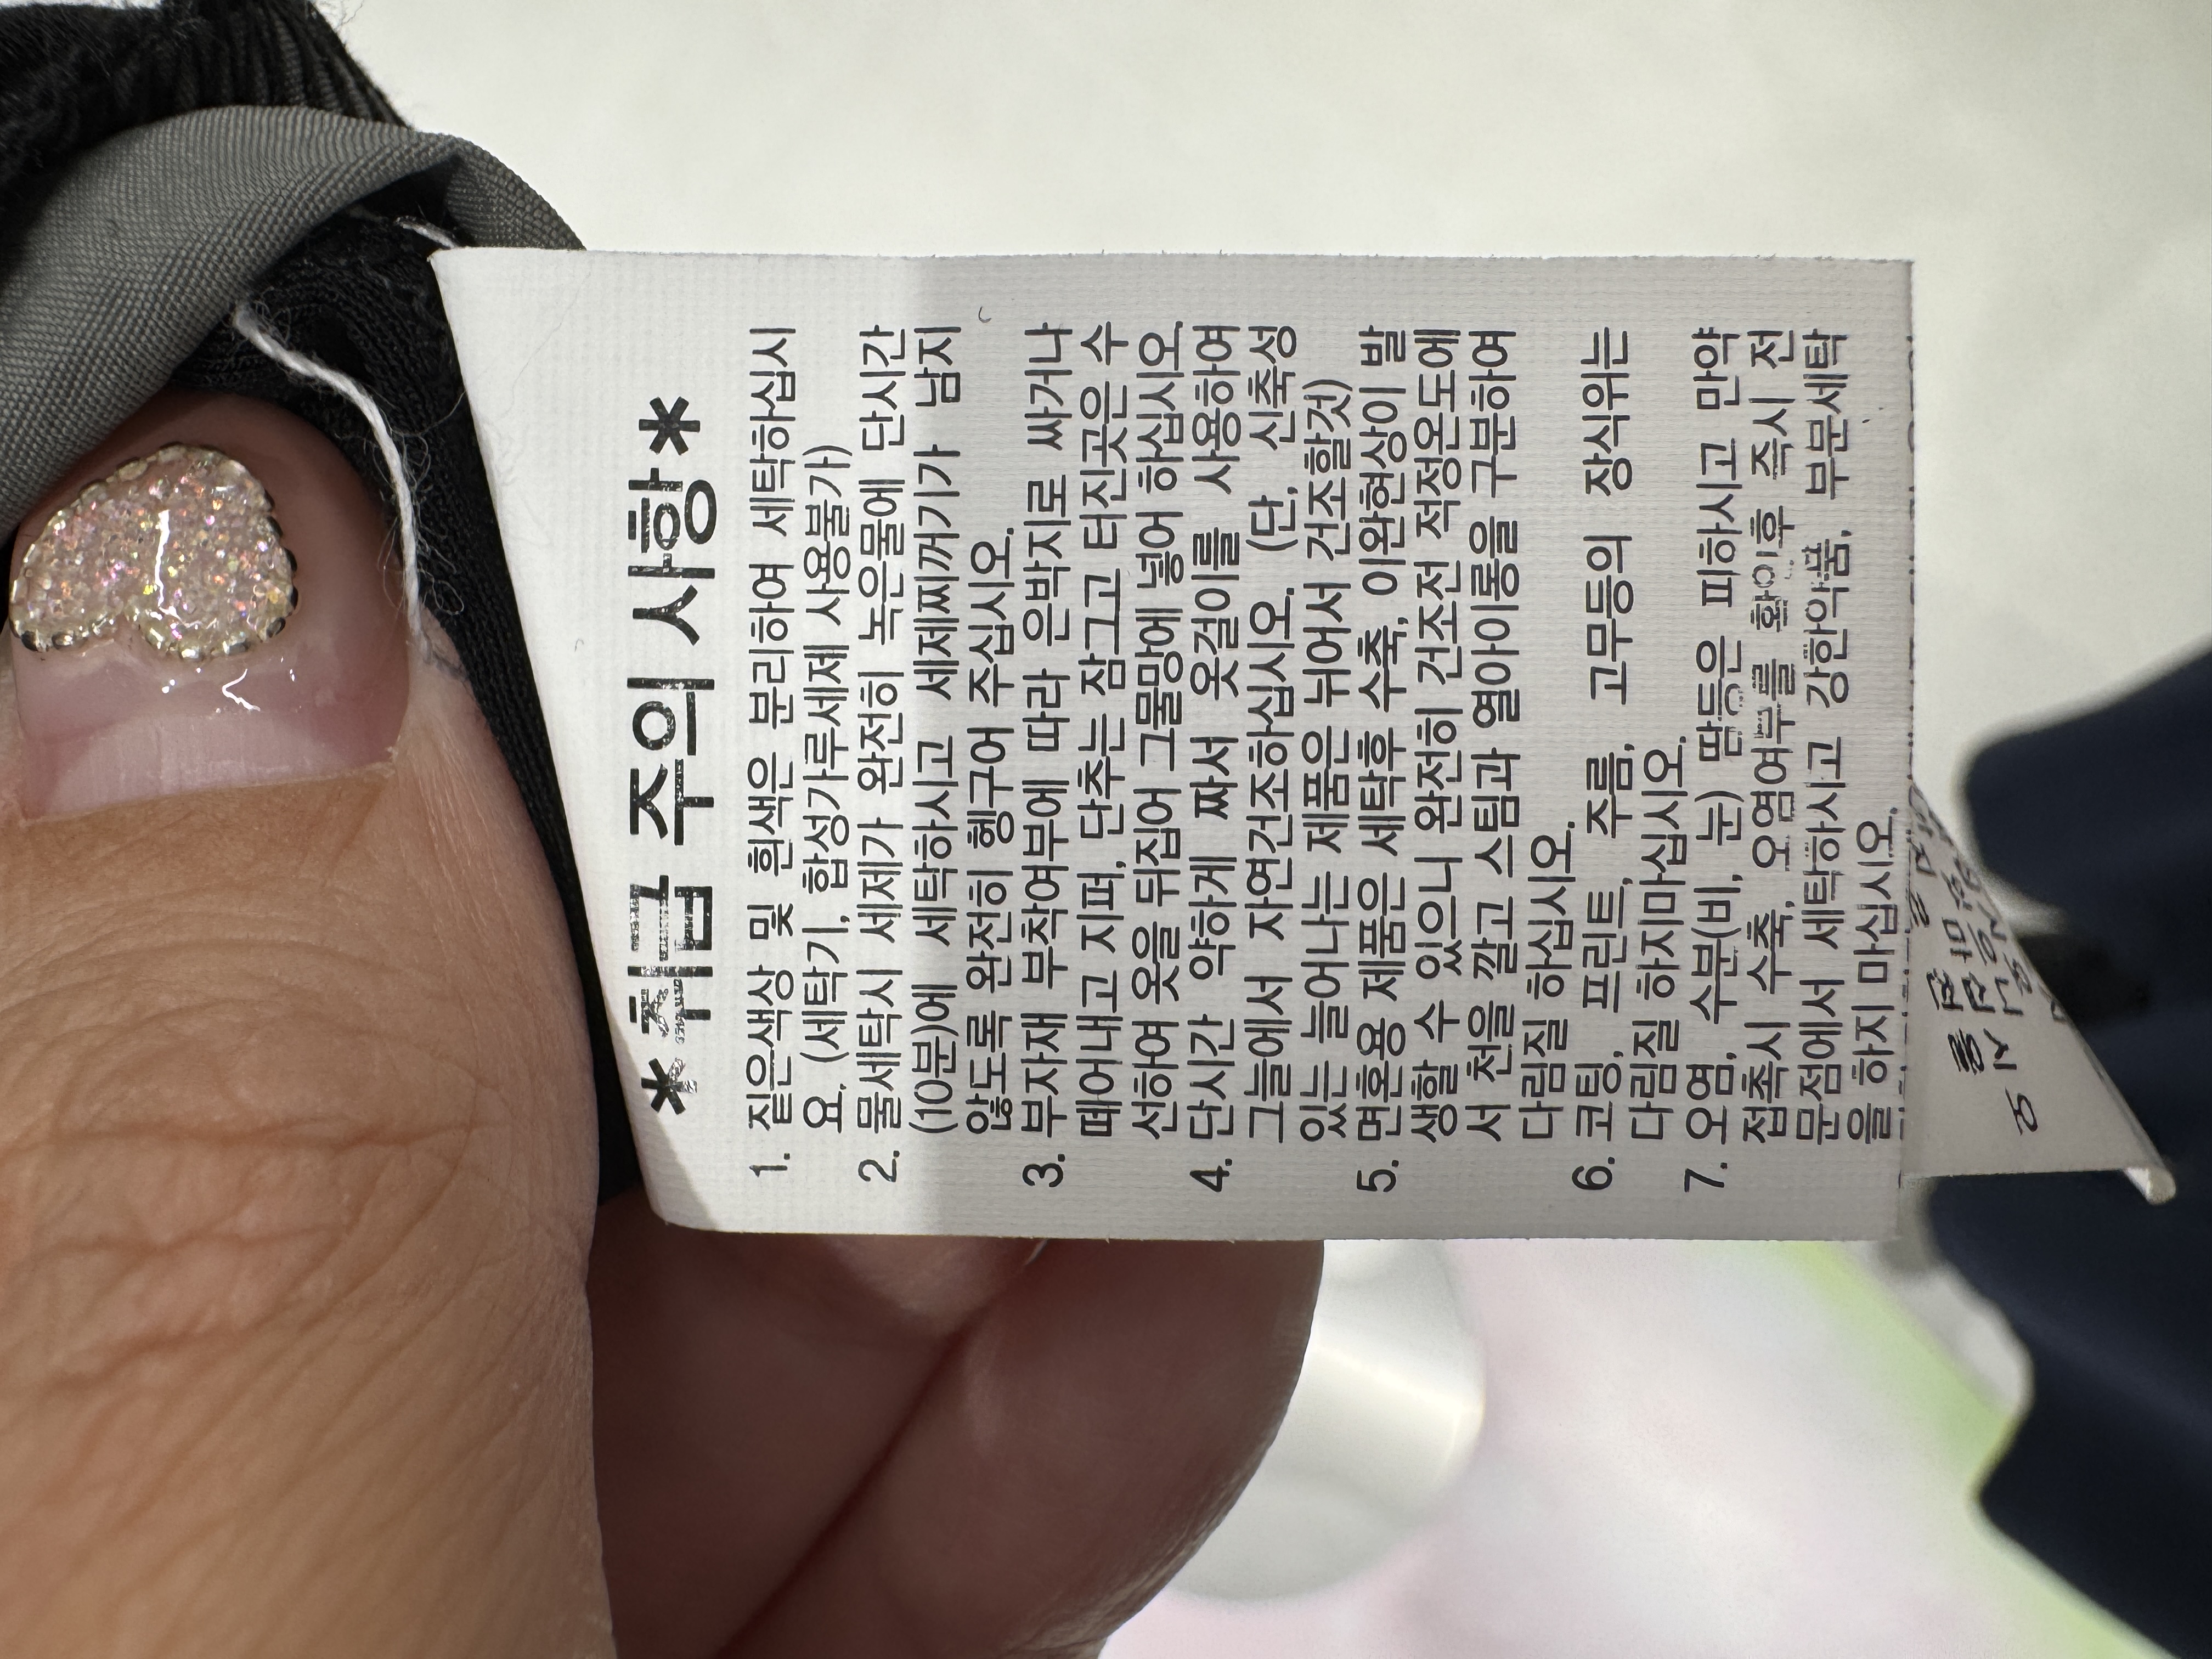 *취급 주의 사항*
1. 짙은색상 및 흰색은 분리하여 세탁하십시
요. (세탁기, 합성가루세제 사용불가)
2. 물세탁시 세제가 완전히 녹은물에 단시간
(10분)에 세탁하시고 세제찌꺼기가 남지
않도록 완전히 헹구어 주십시오.
3. 부자재 부착여부에 따라 은박지로 싸거나
떼어내고 지퍼, 단추는 잠그고 터진곳은 수
선하여 옷을 뒤집어 그물망에 넣어 하십시오.
4. 단시간 약하게 짜서 옷걸이를 사용하여
그늘에서 자연건조하십시오. (단, 신축성
있는 늘어나는 제품은 뉘어서 건조할것)
5. 면혼용 제품은 세탁후 수축, 이완현상이 발
생할 수 있으니 완전히 건조전 적정온도에
서 천을 깔고 스팀과 열아이롱을 구분하여
다림질 하십시오.
6. 코팅, 프린트, 주름, 고무등의 장식위는
다림질 하지마십시오.
7. 오염, 수분(비, 눈) 땀등은 피하시고 만약
접촉시 수축, 오염여부를 확인후 즉시 전
문점에서 세탁하시고 강한약품, 부문세탁
을 하지 마십시오.